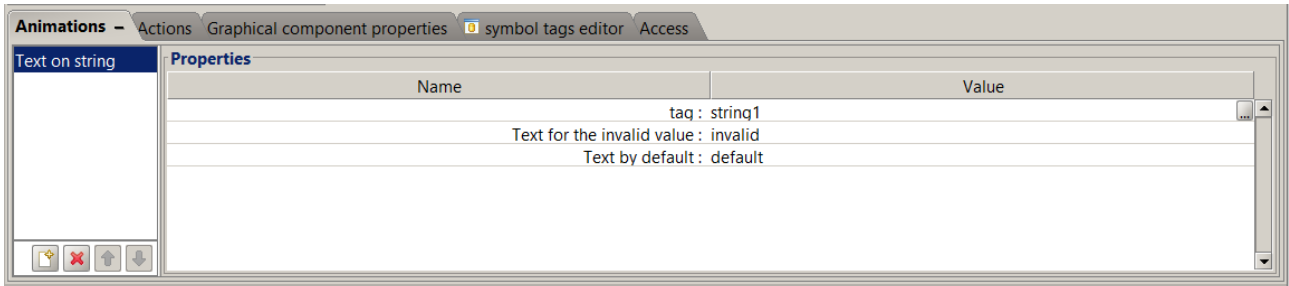 Animations – Actions Graphical component properties symbol tags editor Access
Text on string
Properties
Name Value
tag : string1 ...
Text for the invalid value : invalid
Text by default : default